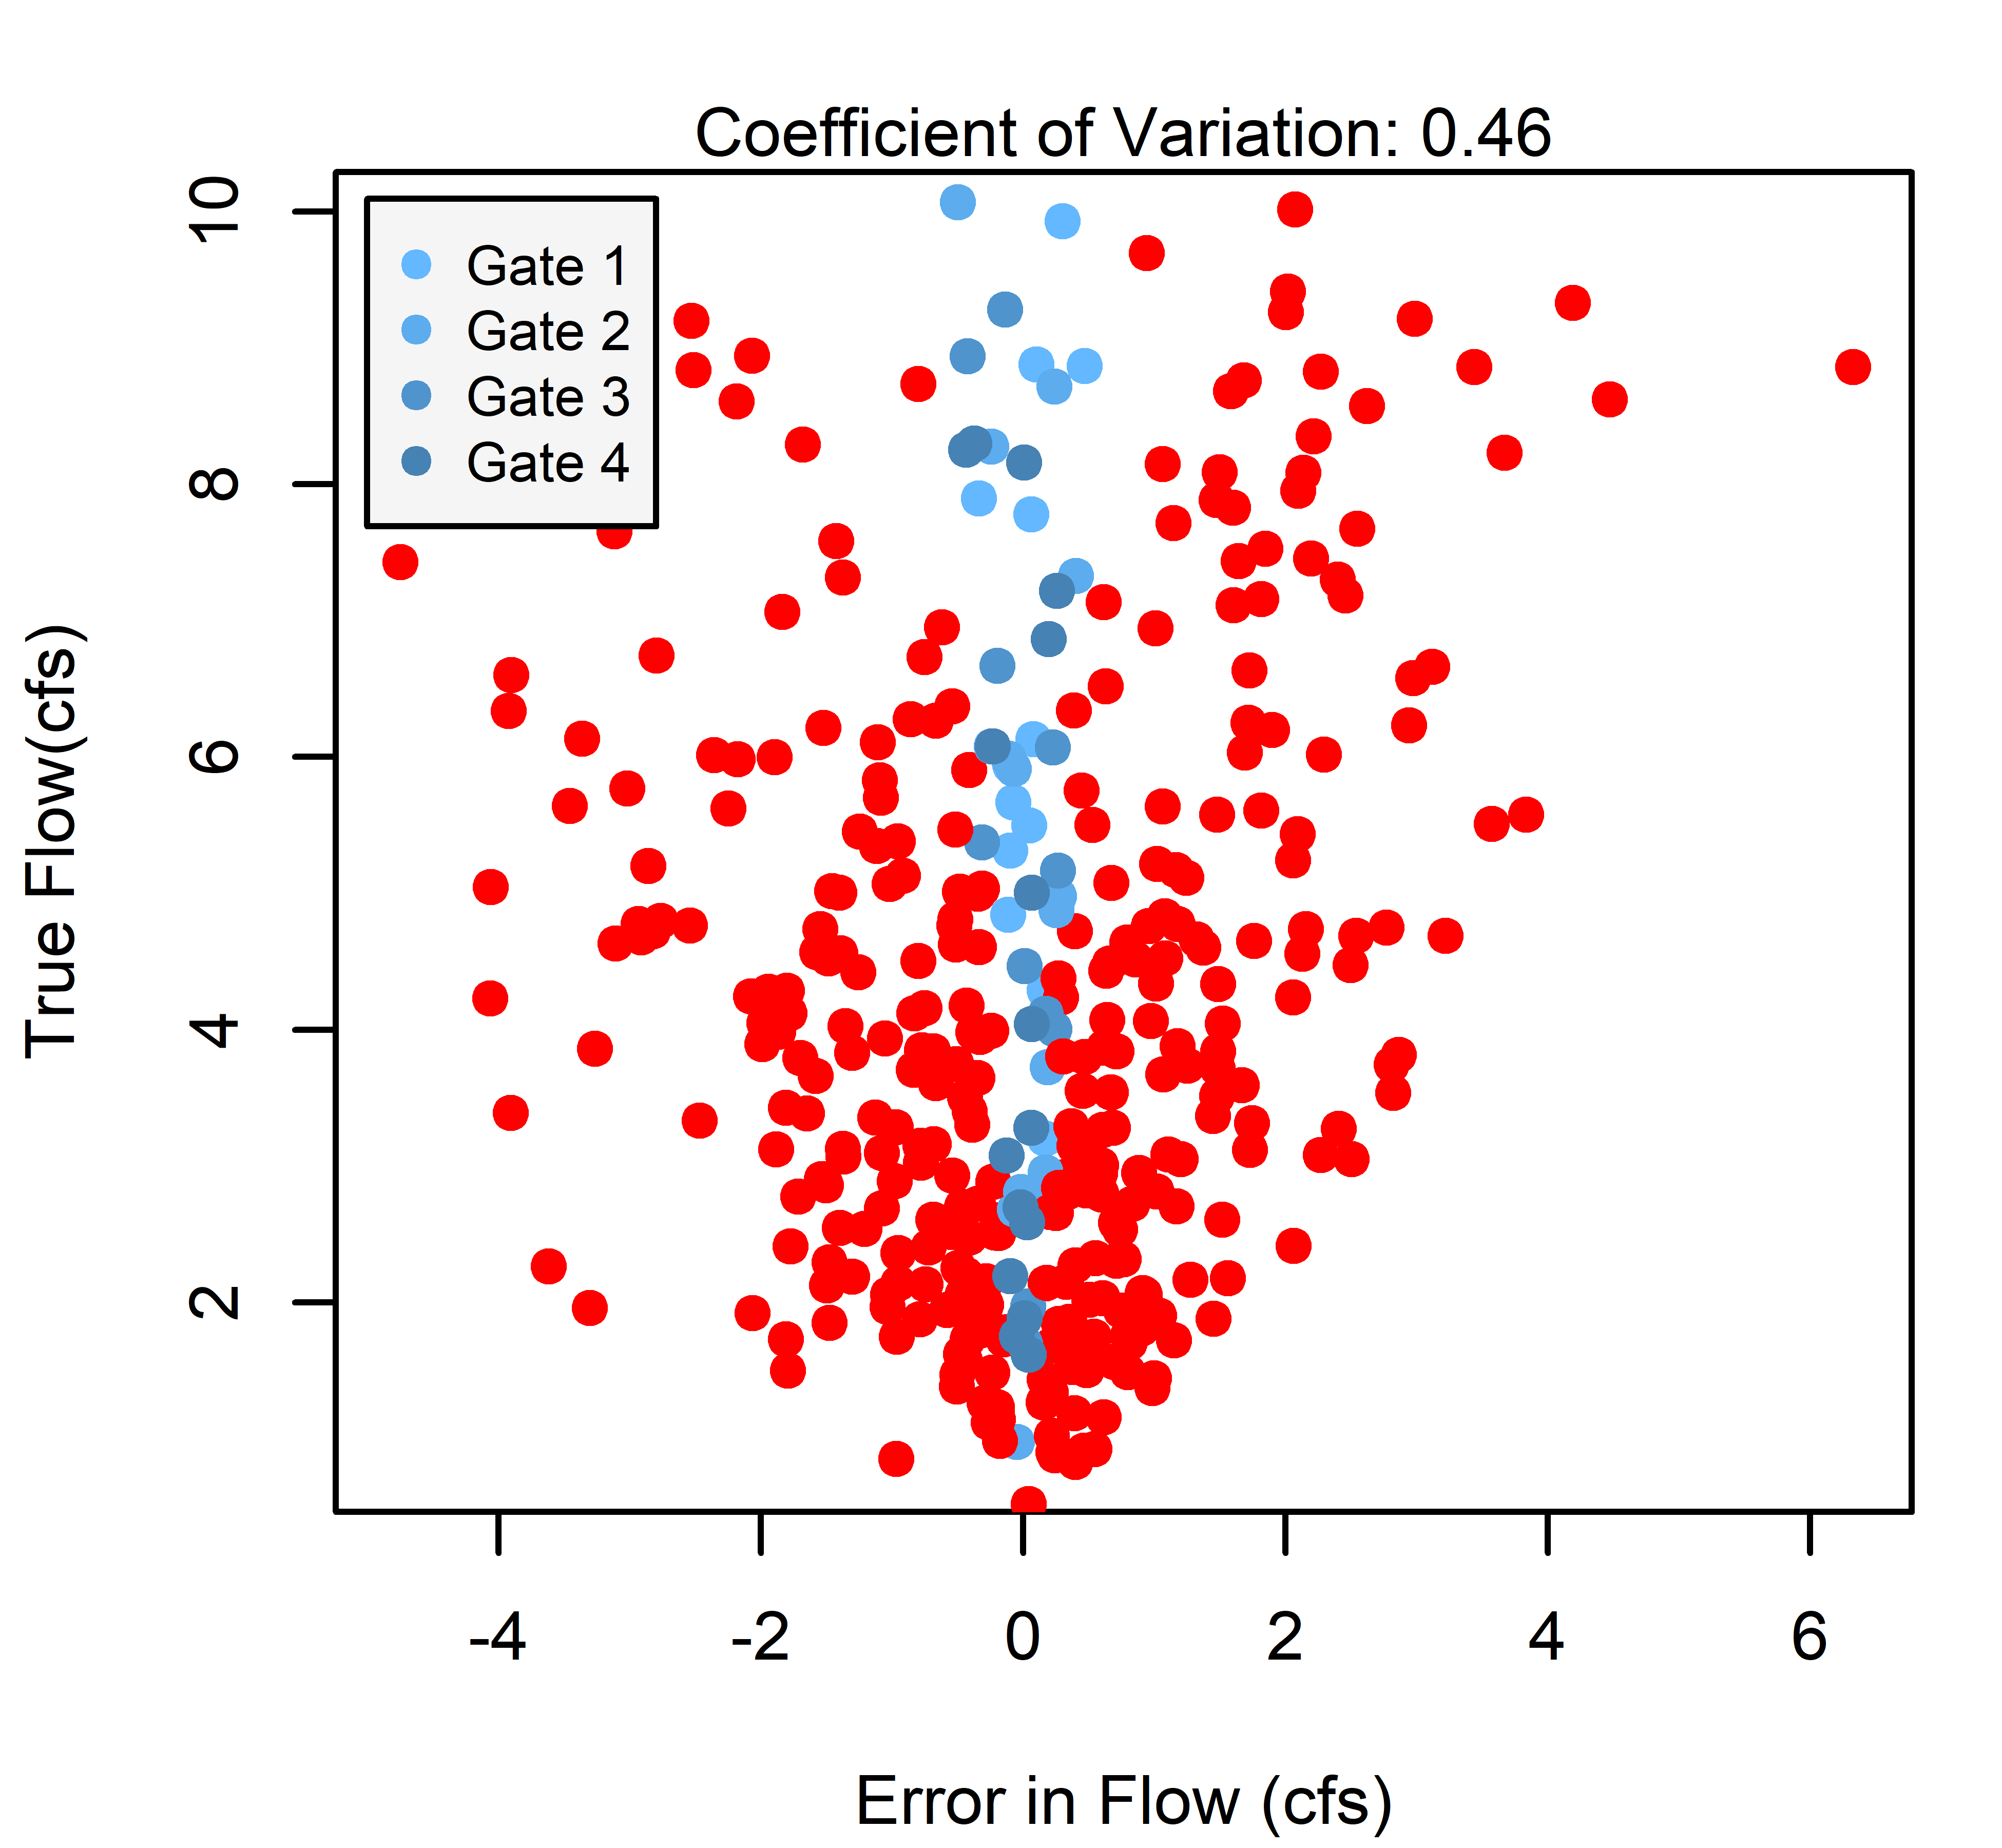 Coefficient of Variation: 0.46
Gate 1
Gate 2
Gate 3
Gate 4
True Flow(cfs)
10
8
6
4
2
-4 -2 0 2 4 6
Error in Flow (cfs)